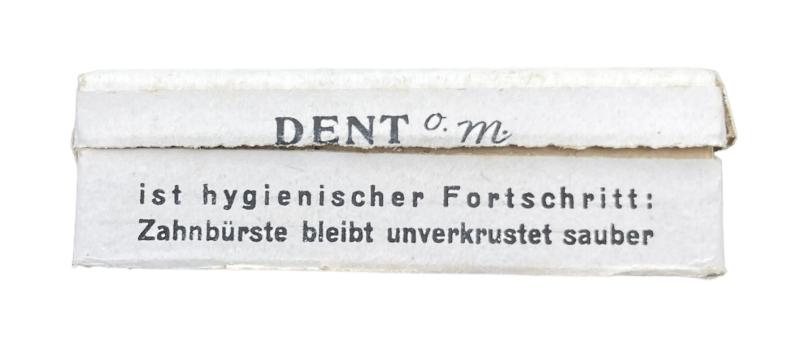 DENT o. m.
ist hygienischer Fortschritt:
Zahnbürste bleibt unverkrustet sauber